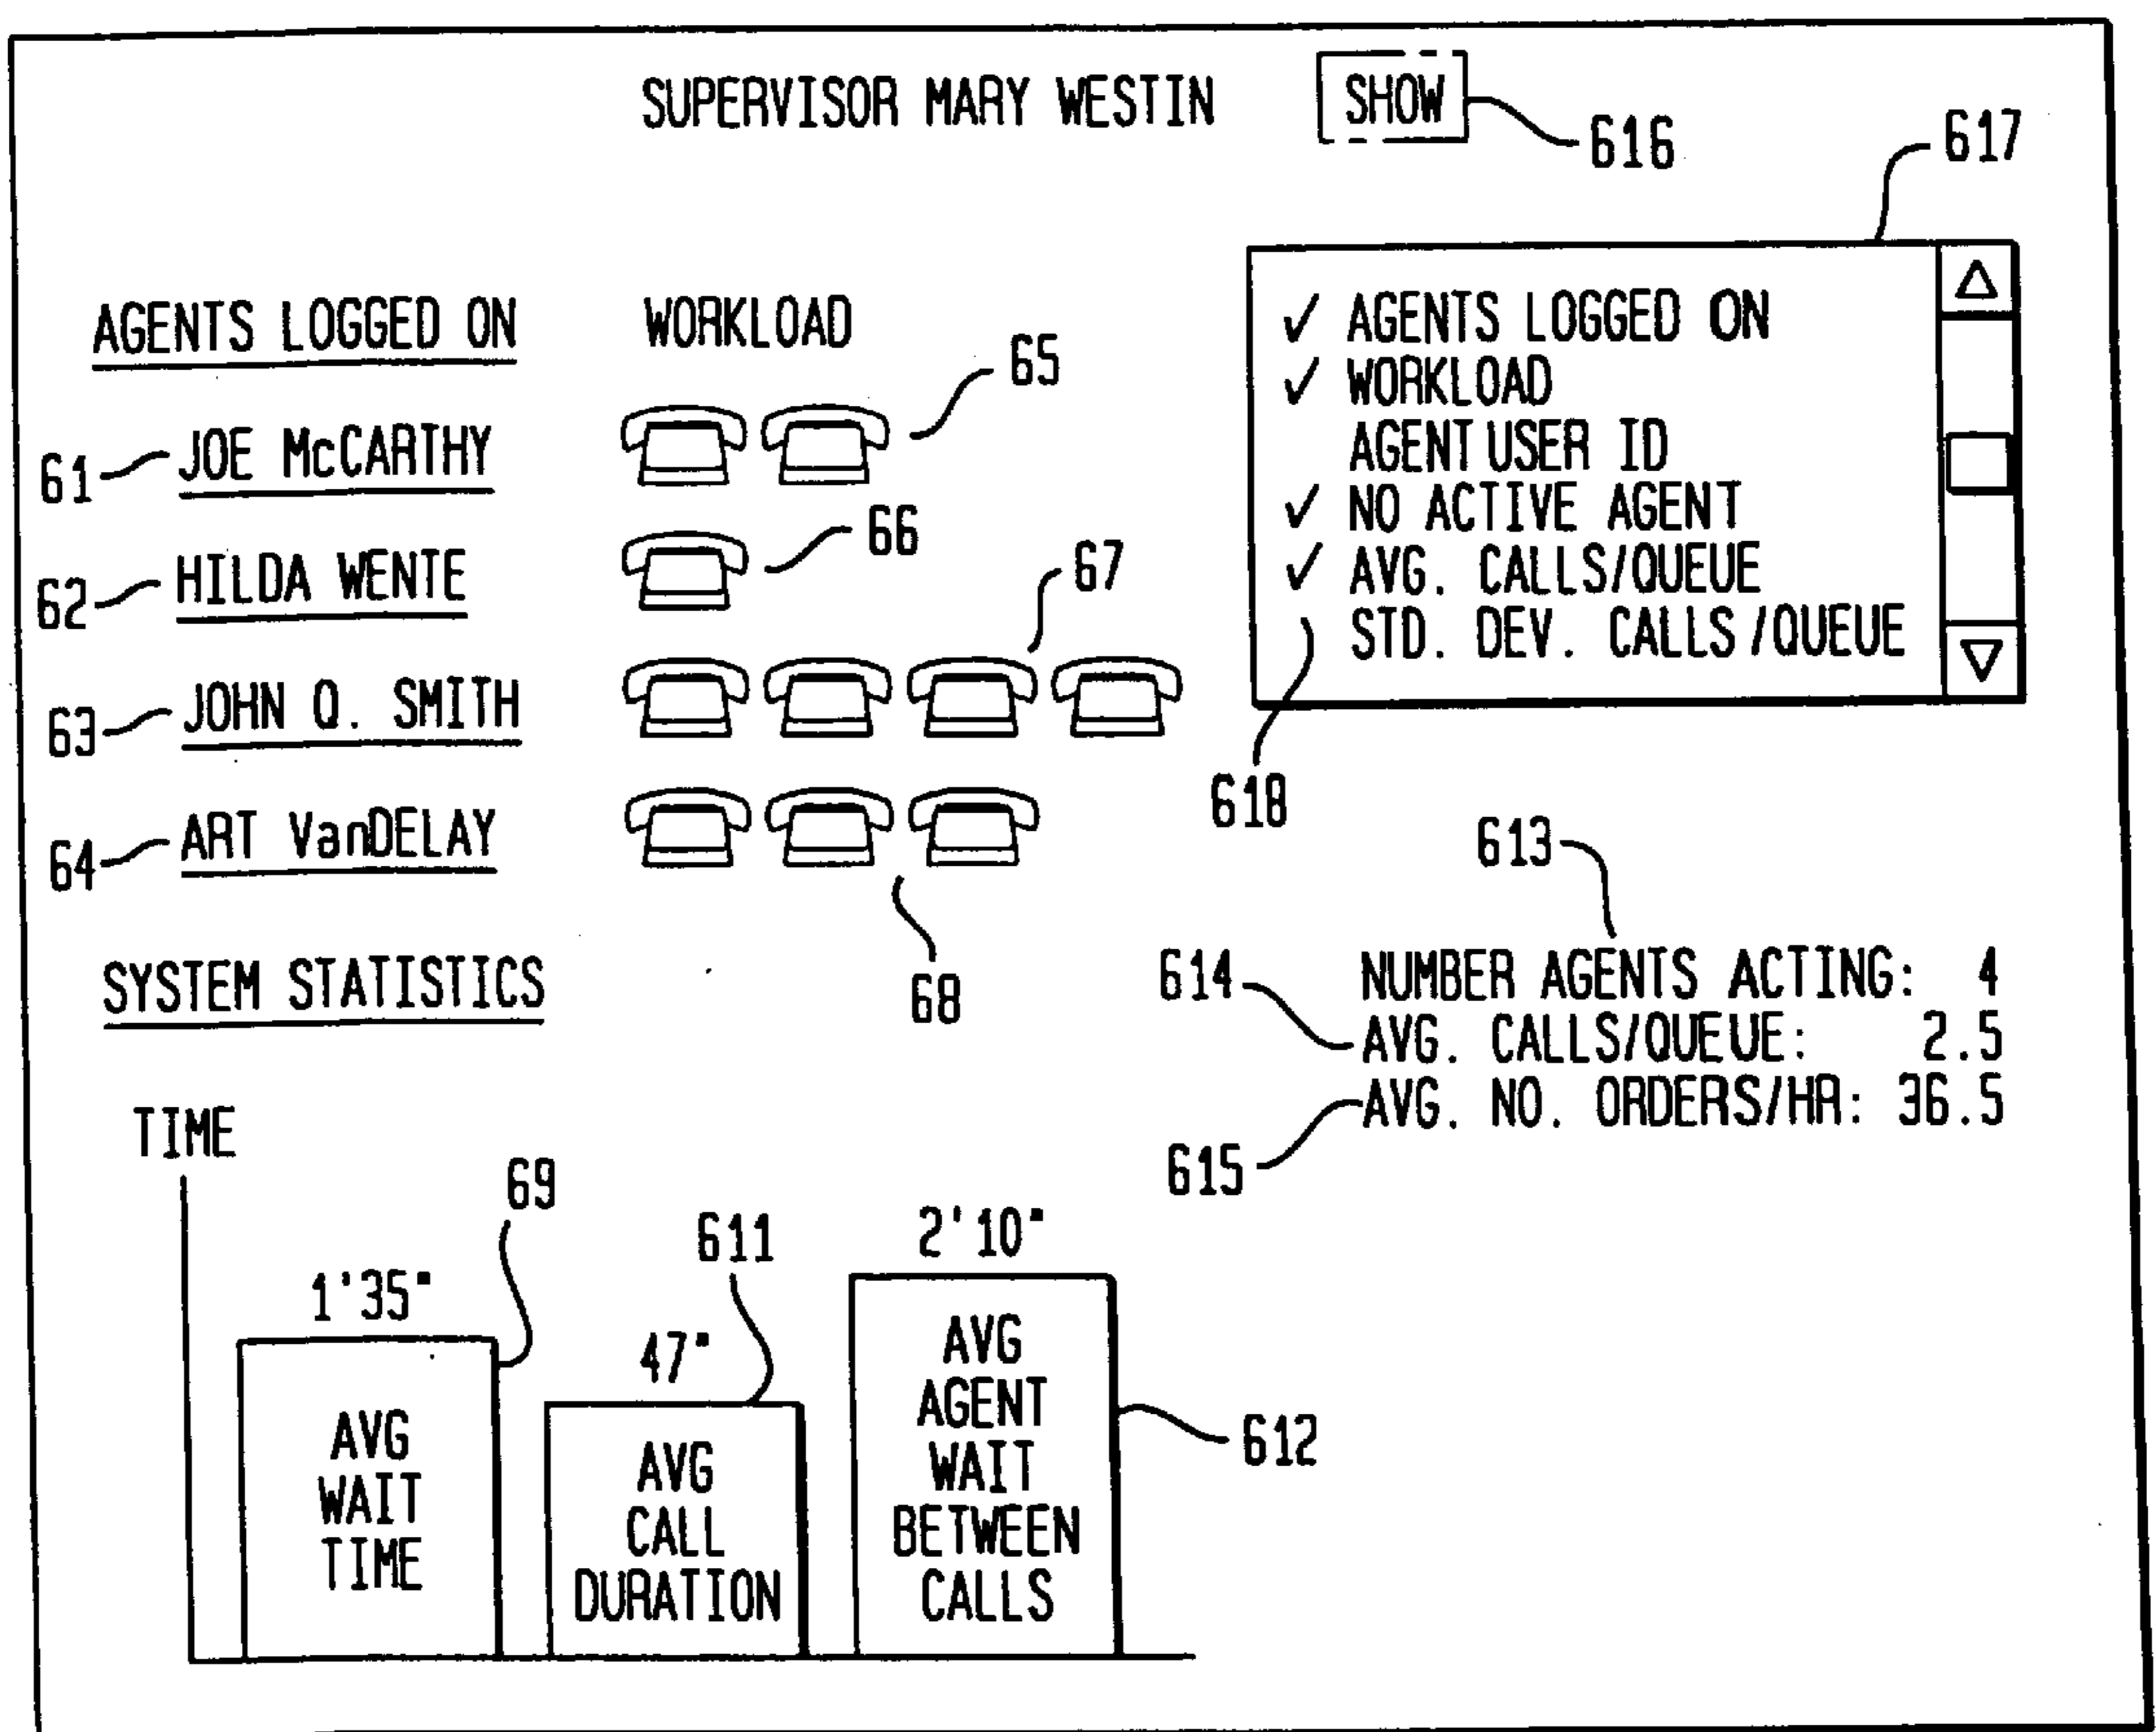 SUPERVISOR MARY WESTIN
SHOW
616
617
AGENTS LOGGED ON
WORKLOAD
65
61
JOE McCARTHY
66
62
HILDA WENTE
67
63
JOHN Q. SMITH
64
ART VanDELAY
68
✓ AGENTS LOGGED ON
✓ WORKLOAD
AGENT USER ID
✓ NO ACTIVE AGENT
✓ AVG. CALLS/QUEUE
STD. DEV. CALLS/QUEUE
618
613
NUMBER AGENTS ACTING: 4
614
AVG. CALLS/QUEUE: 2.5
AVG. NO. ORDERS/HR: 36.5
615
SYSTEM STATISTICS
TIME
69
1'35"
611
47"
2'10"
612
AVG
WAIT
TIME
AVG
CALL
DURATION
AVG
AGENT
WAIT
BETWEEN
CALLS